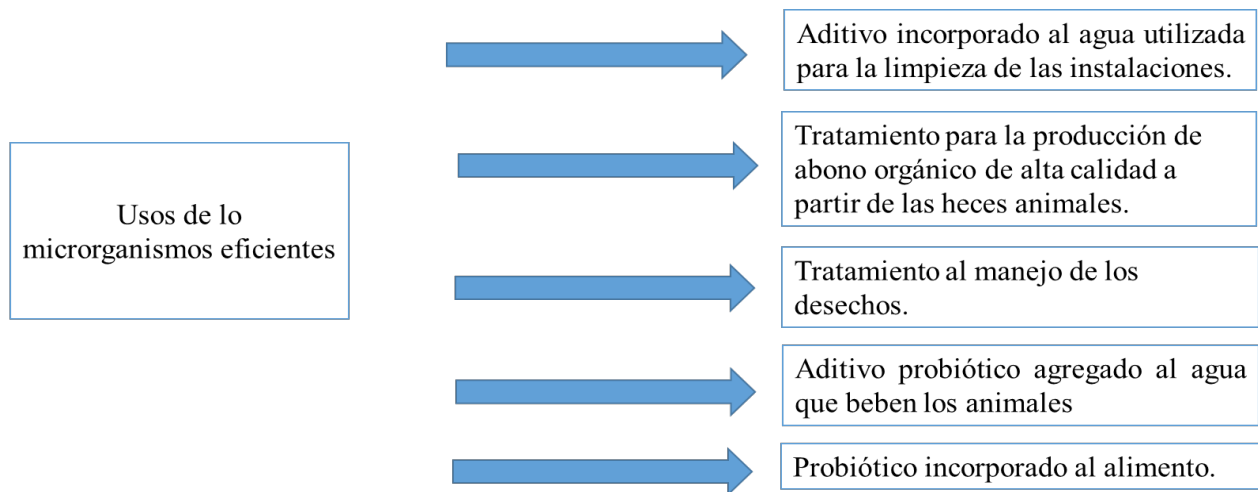 Usos de lo
microrganismos eficientes
Aditivo incorporado al agua utilizada
para la limpieza de las instalaciones.
Tratamiento para la producción de
abono orgánico de alta calidad a
partir de las heces animales.
Tratamiento al manejo de los
desechos.
Aditivo probiótico agregado al agua
que beben los animales
Probiótico incorporado al alimento.